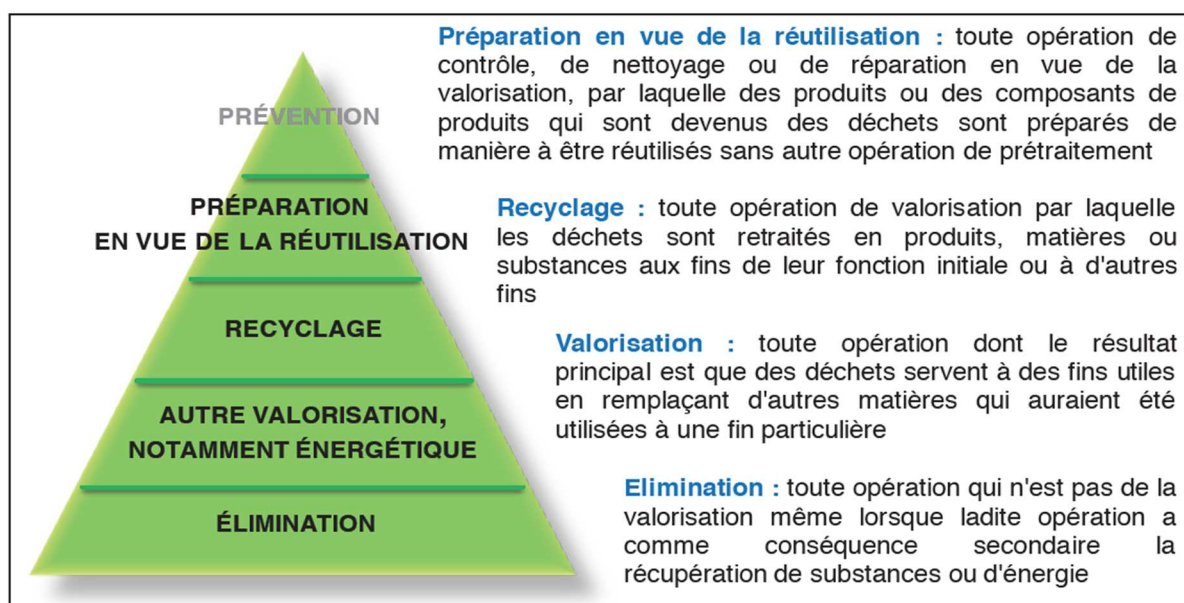 PRÉVENTION
PRÉPARATION
EN VUE DE LA RÉUTILISATION
RECYCLAGE
AUTRE VALORISATION,
NOTAMMENT ÉNERGÉTIQUE
ÉLIMINATION
Préparation en vue de la réutilisation : toute opération de
contrôle, de nettoyage ou de réparation en vue de la
valorisation, par laquelle des produits ou des composants de
produits qui sont devenus des déchets sont préparés de
manière à être réutilisés sans autre opération de prétraitement
Recyclage : toute opération de valorisation par laquelle
les déchets sont retraités en produits, matières ou
substances aux fins de leur fonction initiale ou à d'autres
fins
Valorisation : toute opération dont le résultat
principal est que des déchets servent à des fins utiles
en remplaçant d'autres matières qui auraient été
utilisées à une fin particulière
Elimination : toute opération qui n'est pas de la
valorisation même lorsque ladite opération a
comme conséquence secondaire la
récupération de substances ou d'énergie